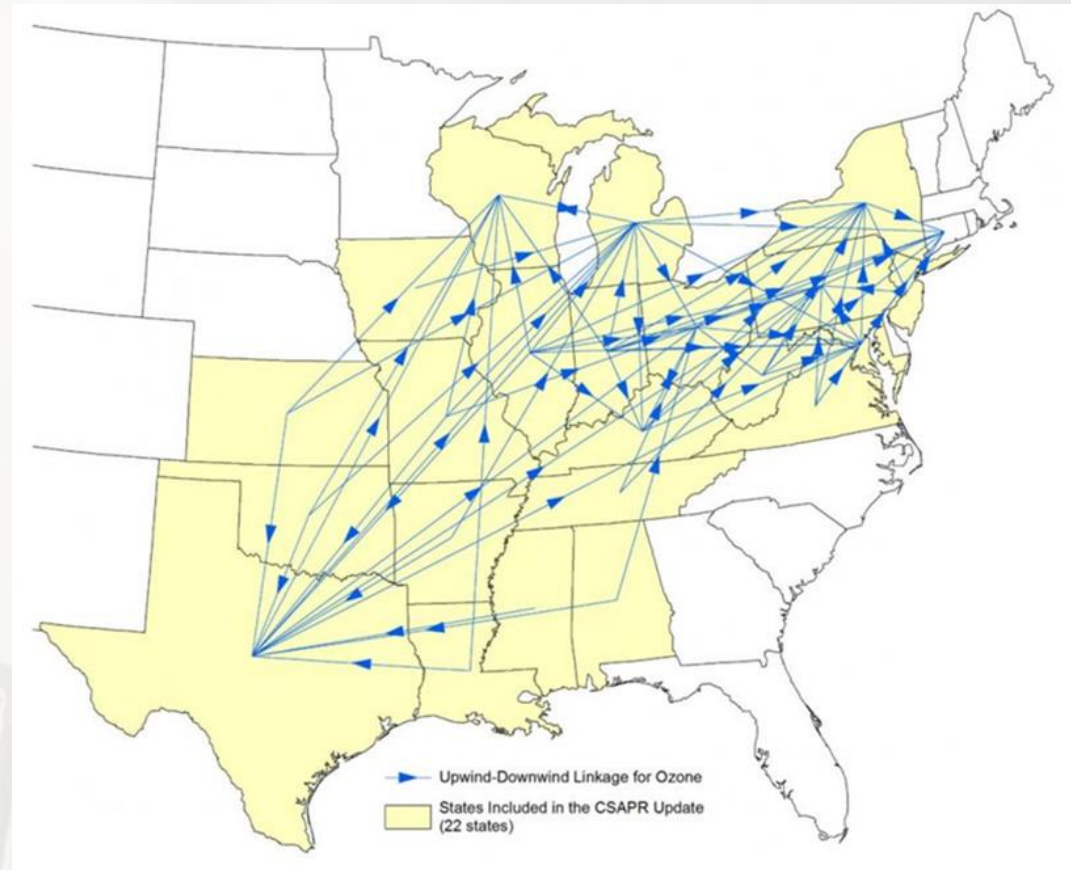 Upwind-Downwind Linkage for Ozone
States Included in the CSAPR Update
(22 states)